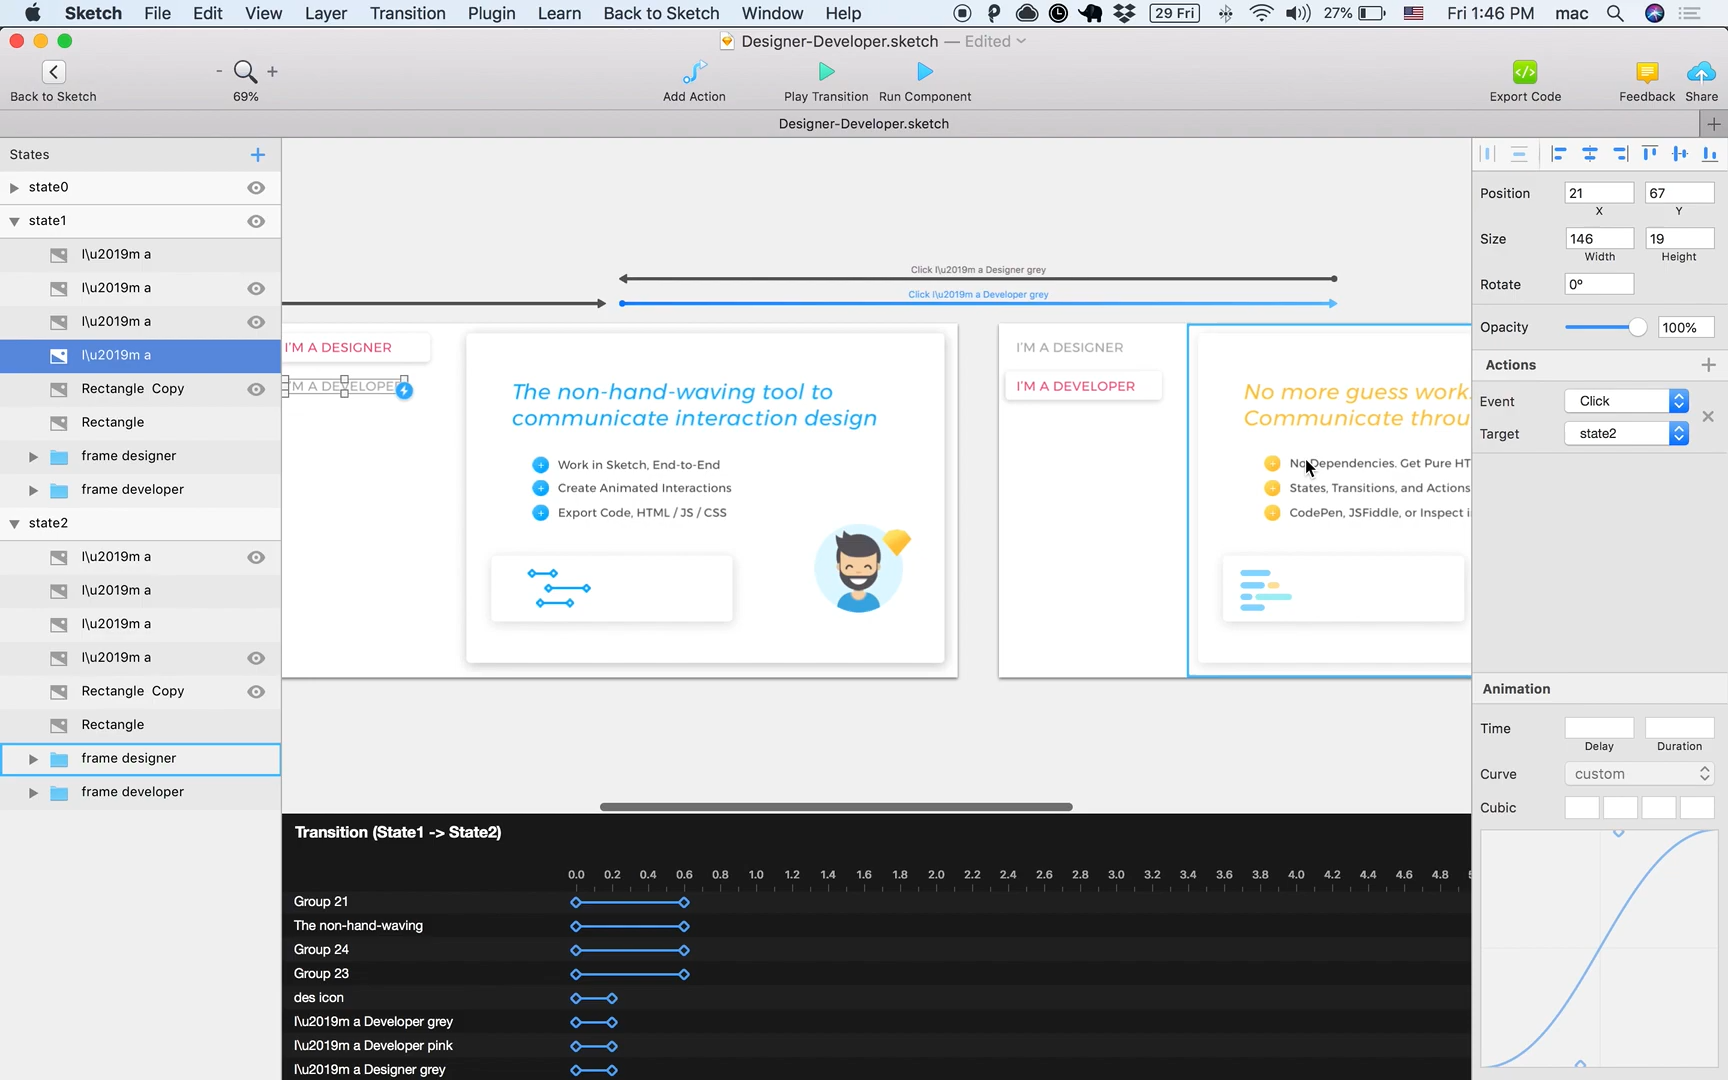 Sketch File Edit View Layer Transition Plugin Learn Back to Sketch Window Help 29 Fri 27% Fri 1:46 PM mac
Designer-Developer.sketch — Edited
Back to Sketch - + 69% Add Action Play Transition Run Component Export Code Feedback Share
Designer-Developer.sketch +
States +
state0
state1
I\u2019m a
I\u2019m a
I\u2019m a
I\u2019m a
Rectangle Copy
Rectangle
frame designer
frame developer
state2
I\u2019m a
I\u2019m a
I\u2019m a
I\u2019m a
Rectangle Copy
Rectangle
frame designer
frame developer
Click I\u2019m a Designer grey
Click I\u2019m a Developer grey
I'M A DESIGNER
I'M A DEVELOPER
The non-hand-waving tool to
communicate interaction design
Work in Sketch, End-to-End
Create Animated Interactions
Export Code, HTML / JS / CSS
I'M A DESIGNER
I'M A DEVELOPER
No more guess work.
Communicate throu
No Dependencies. Get Pure HT
States, Transitions, and Actions
CodePen, JSFiddle, or Inspect i
Position 21 67
X Y
Size 146 19
Width Height
Rotate 0º
Opacity 100%
Actions +
Event Click
Target state2
Animation
Time
Delay Duration
Curve custom
Cubic
Transition (State1 -> State2)
0.0 0.2 0.4 0.6 0.8 1.0 1.2 1.4 1.6 1.8 2.0 2.2 2.4 2.6 2.8 3.0 3.2 3.4 3.6 3.8 4.0 4.2 4.4 4.6 4.8
Group 21
The non-hand-waving
Group 24
Group 23
des icon
I\u2019m a Developer grey
I\u2019m a Developer pink
I\u2019m a Designer grey